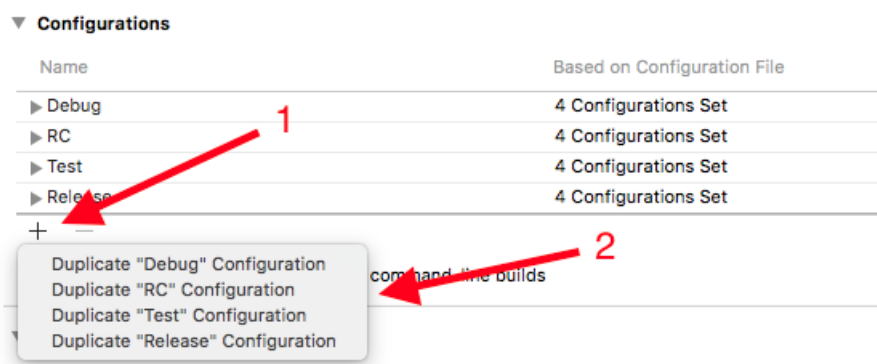 Configurations
Name Based on Configuration File
Debug 4 Configurations Set
RC 4 Configurations Set
Test 4 Configurations Set
Release 4 Configurations Set
1
+ —
2
Duplicate "Debug" Configuration
command-line builds
Duplicate "RC" Configuration
Duplicate "Test" Configuration
Duplicate "Release" Configuration